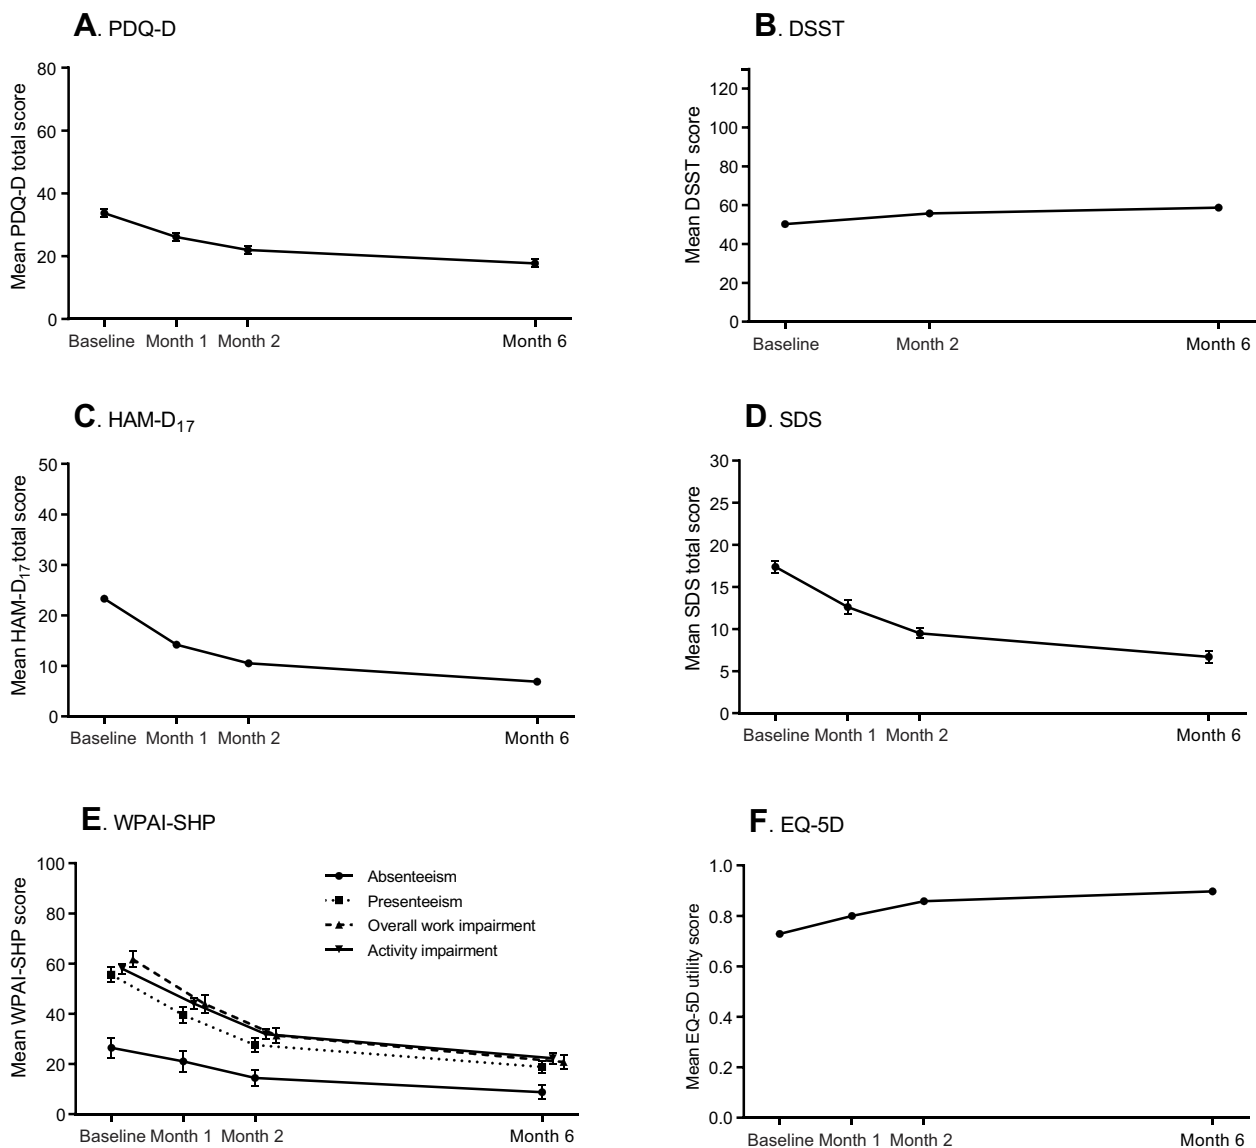 A. PDQ-D
Mean PDQ-D total score
80
60
40
20
0
Baseline Month 1 Month 2 Month 6
B. DSST
Mean DSST score
120
100
80
60
40
20
0
Baseline Month 2 Month 6
C. HAM-D17
Mean HAM-D17 total score
50
40
30
20
10
0
Baseline Month 1 Month 2 Month 6
D. SDS
Mean SDS total score
30
25
20
15
10
5
0
Baseline Month 1 Month 2 Month 6
E. WPAI-SHP
Mean WPAI-SHP score
100
80
60
40
20
0
Absenteeism
Presenteeism
Overall work impairment
Activity impairment
Baseline Month 1 Month 2 Month 6
F. EQ-5D
Mean EQ-5D utility score
1.0
0.8
0.6
0.4
0.2
0.0
Baseline Month 1 Month 2 Month 6